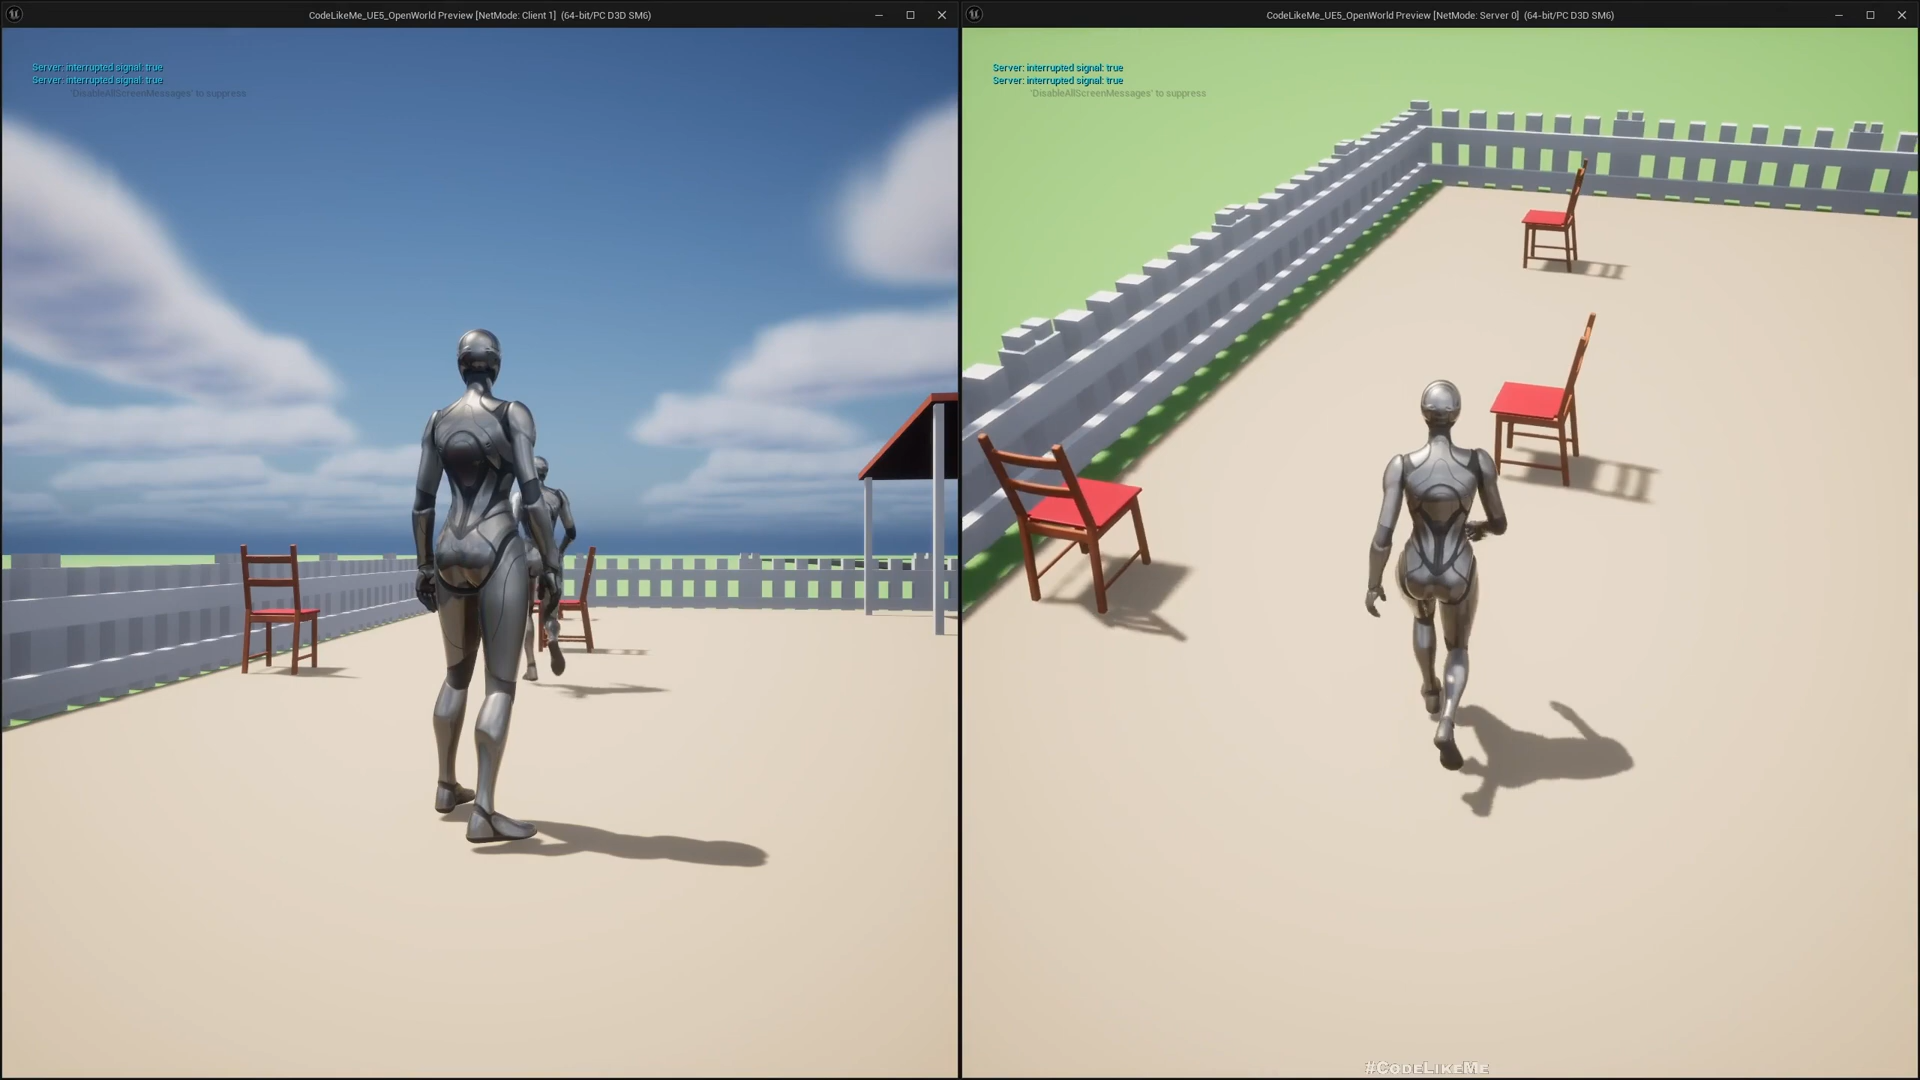 CodeLikeMe_UE5_OpenWorld Preview [NetMode: Client 1] (64-bit/PC D3D SM6)
Server: interrupted signal: true
Server: interrupted signal: true
'DisableAllScreenMessages' to suppress
CodeLikeMe_UE5_OpenWorld Preview [NetMode: Server 0] (64-bit/PC D3D SM6)
Server: interrupted signal: true
Server: interrupted signal: true
'DisableAllScreenMessages' to suppress
#CodeLikeMe